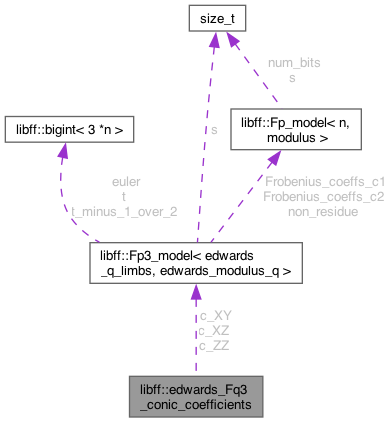 size_t
num_bits
s
libff::bigint< 3 *n >
s
libff::Fp_model< n,
modulus >
euler
t
t_minus_1_over_2
Frobenius_coeffs_c1
Frobenius_coeffs_c2
non_residue
libff::Fp3_model< edwards
_q_limbs, edwards_modulus_q >
c_XY
c_XZ
c_ZZ
libff::edwards_Fq3
_conic_coefficients